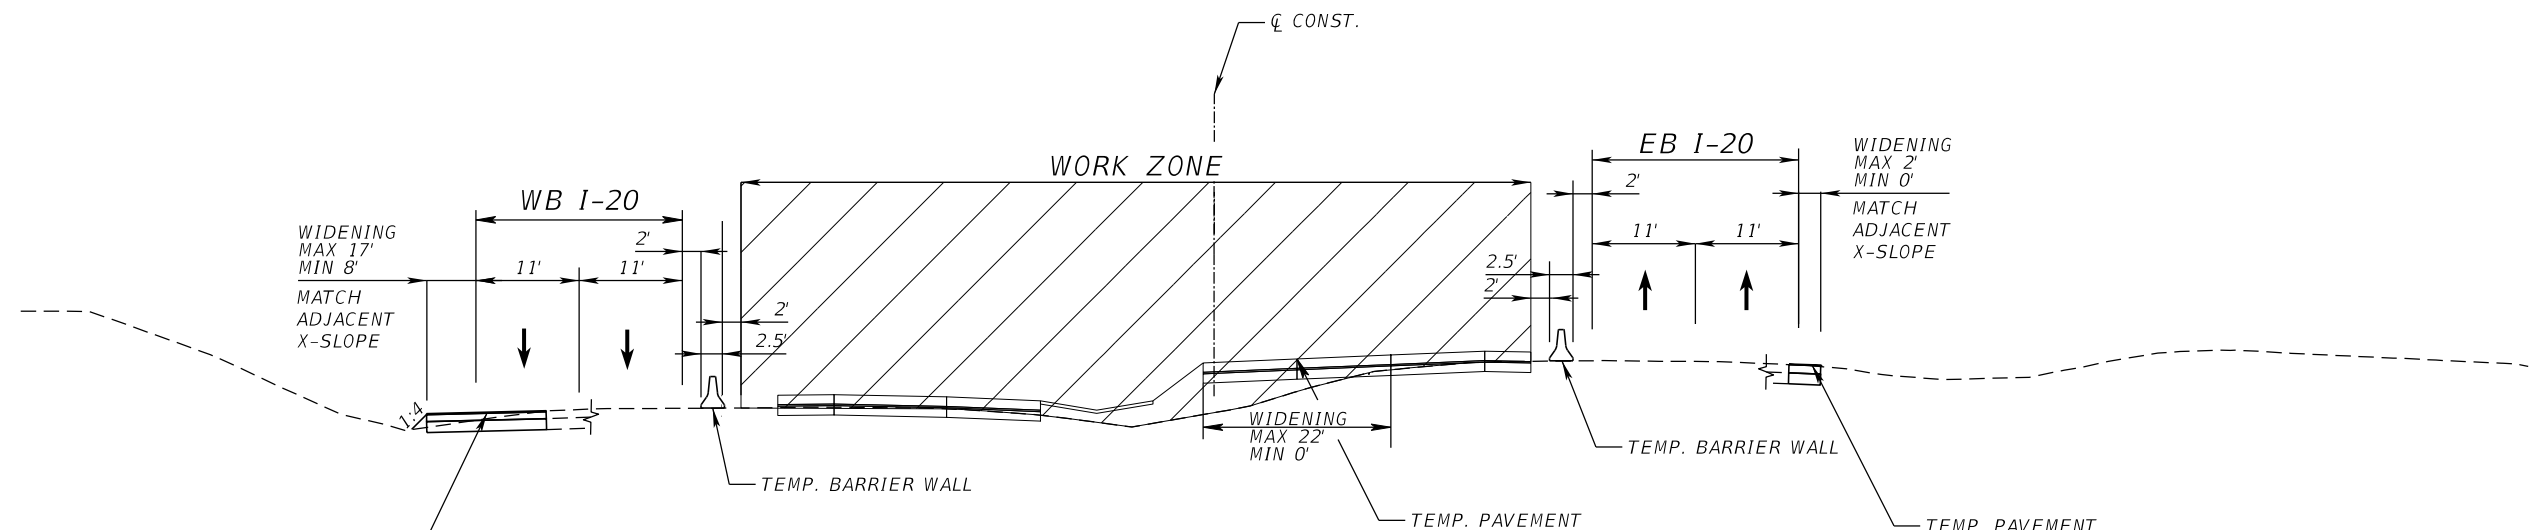 ℄ CONST.
WORK ZONE
WB I-20
WIDENING
MAX 17'
MIN 8'
MATCH
ADJACENT
X-SLOPE
11'
11'
2'
2'
2.5'
1:4
TEMP. BARRIER WALL
WIDENING
MAX 22'
MIN 0'
TEMP. PAVEMENT
EB I-20
2'
11'
11'
2.5'
2'
WIDENING
MAX 2'
MIN 0'
MATCH
ADJACENT
X-SLOPE
TEMP. BARRIER WALL
TEMP. PAVEMENT